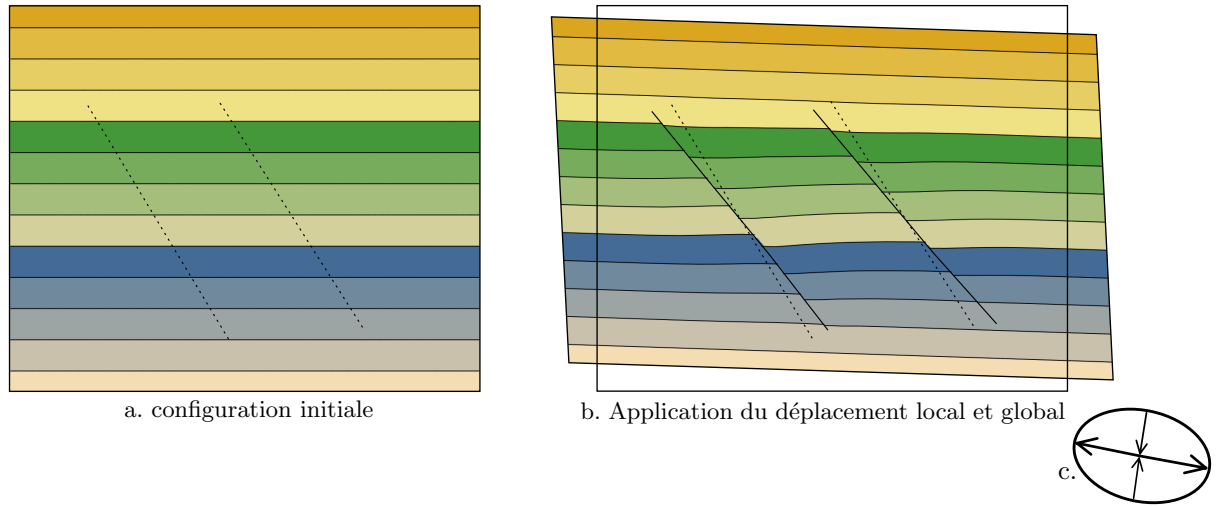 a. configuration initiale
b. Application du déplacement local et global
c.